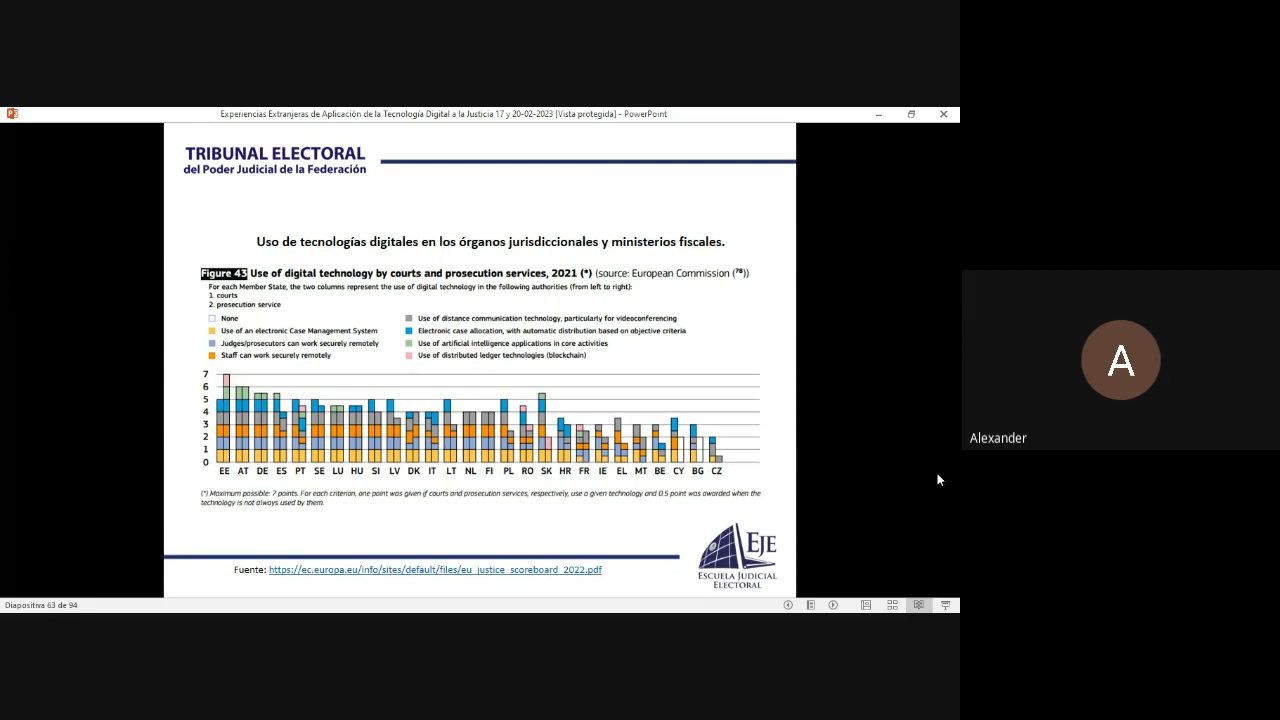 Experiencias Extranjeras de Aplicación de la Tecnología Digital a la Justicia 17 y 20-02-2023 [Vista protegida] - PowerPoint
TRIBUNAL ELECTORAL
del Poder Judicial de la Federación
Uso de tecnologías digitales en los órganos jurisdiccionales y ministerios fiscales.
Figure 43 Use of digital technology by courts and prosecution services, 2021 (*) (source: European Commission (78))
For each Member State, the two columns represent the use of digital technology in the following authorities (from left to right):
1. courts
2. prosecution service
None
Use of an electronic Case Management System
Judges/prosecutors can work securely remotely
Staff can work securely remotely
Use of distance communication technology, particularly for videoconferencing
Electronic case allocation, with automatic distribution based on objective criteria
Use of artificial intelligence applications in core activities
Use of distributed ledger technologies (blockchain)
7
6
5
4
3
2
1
0
EE AT DE ES PT SE LU HU SI LV DK IT LT NL FI PL RO SK HR FR IE EL MT BE CY BG CZ
(*) Maximum possible: 7 points. For each criterion, one point was given if courts and prosecution services, respectively, use a given technology and 0.5 point was awarded when the
technology is not always used by them.
EJE
ESCUELA JUDICIAL
ELECTORAL
Fuente: https://ec.europa.eu/info/sites/default/files/eu_justice_scoreboard_2022.pdf
Diapositiva 63 de 94
A
Alexander